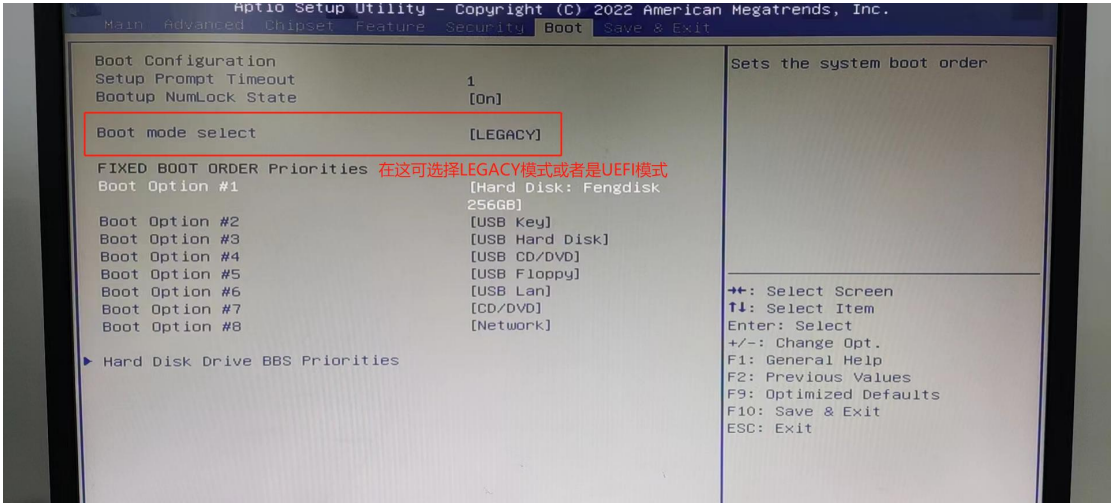 Aptio Setup Utility – Copyright (C) 2022 American Megatrends, Inc.
Main Advanced Chipset Feature Security Boot Save & Exit
Boot Configuration
Setup Prompt Timeout 1
Bootup NumLock State [On]
Boot mode select [LEGACY]
FIXED BOOT ORDER Priorities 在这可选择LEGACY模式或者是UEFI模式
Boot Option #1 [Hard Disk: Fengdisk
256GB]
Boot Option #2 [USB Key]
Boot Option #3 [USB Hard Disk]
Boot Option #4 [USB CD/DVD]
Boot Option #5 [USB Floppy]
Boot Option #6 [USB Lan]
Boot Option #7 [CD/DVD]
Boot Option #8 [Network]
Hard Disk Drive BBS Priorities
Sets the system boot order
→←: Select Screen
↑↓: Select Item
Enter: Select
+/-: Change Opt.
F1: General Help
F2: Previous Values
F9: Optimized Defaults
F10: Save & Exit
ESC: Exit